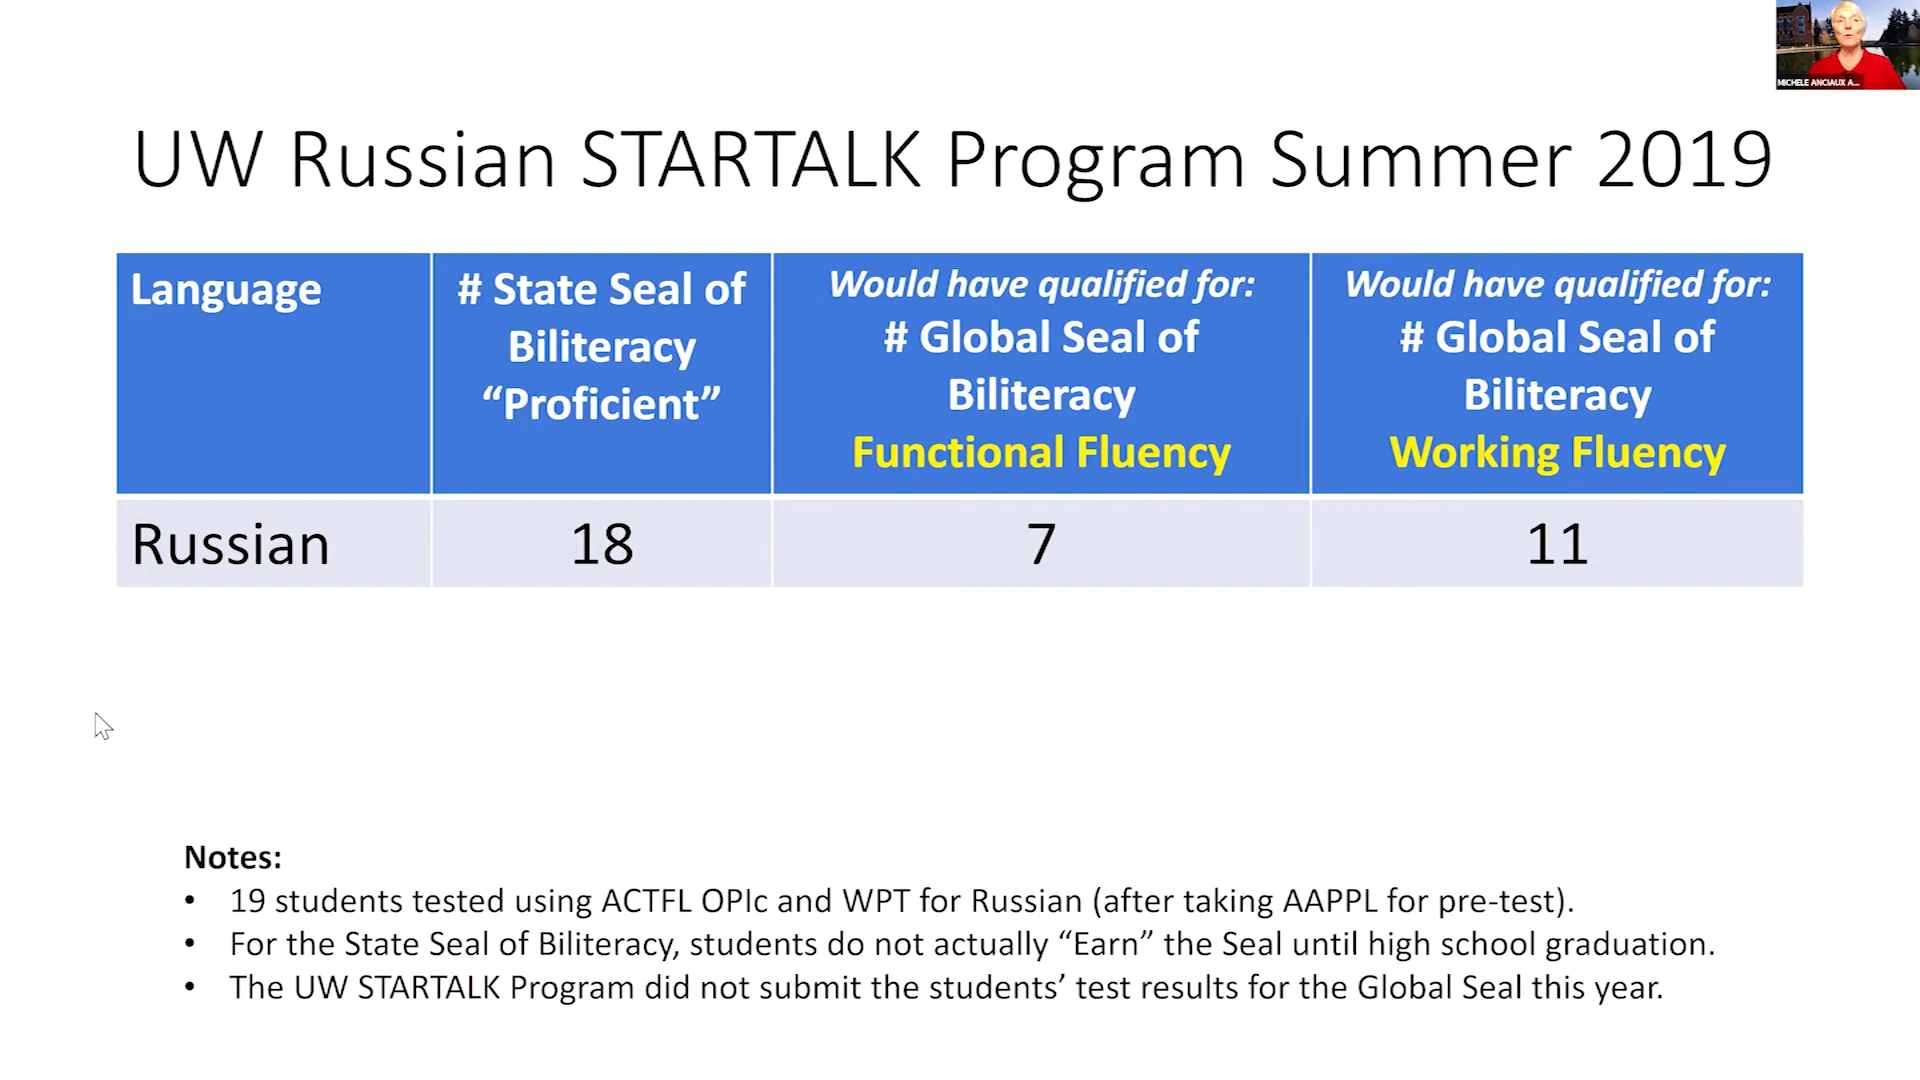 MICHELE ANCIAUX A...
UW Russian STARTALK Program Summer 2019
Language
# State Seal of
Biliteracy
“Proficient”
Would have qualified for:
# Global Seal of
Biliteracy
Functional Fluency
Would have qualified for:
# Global Seal of
Biliteracy
Working Fluency
Russian
18
7
11
Notes:
• 19 students tested using ACTFL OPIc and WPT for Russian (after taking AAPPL for pre-test).
• For the State Seal of Biliteracy, students do not actually “Earn” the Seal until high school graduation.
• The UW STARTALK Program did not submit the students’ test results for the Global Seal this year.